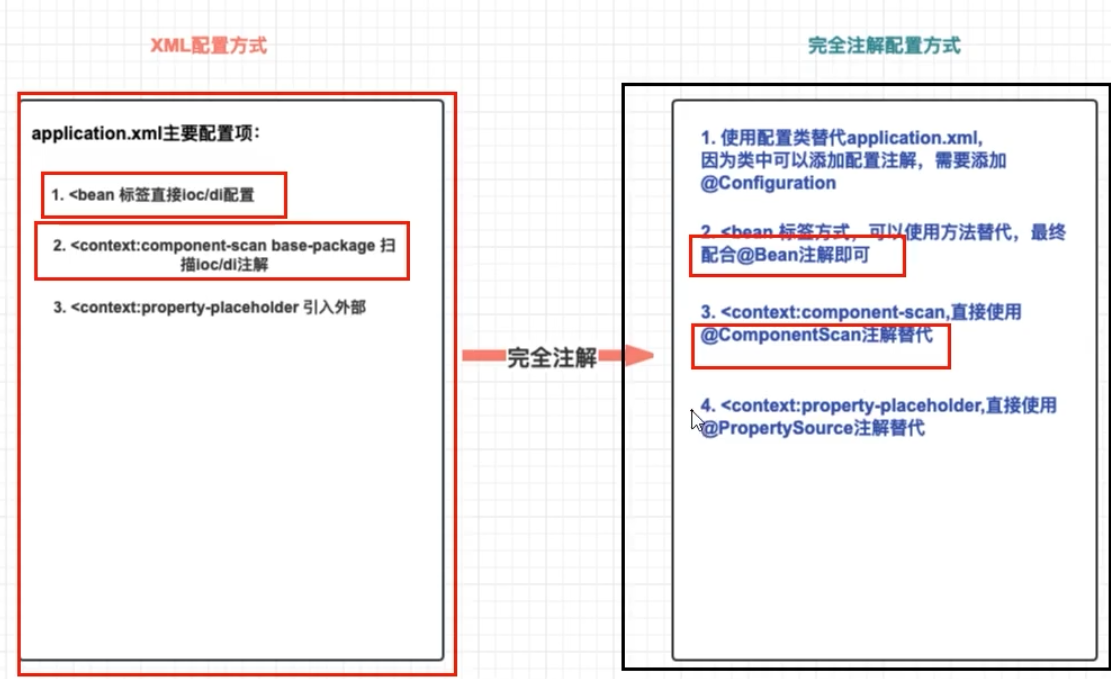 XML配置方式
application.xml主要配置项：
1. <bean 标签直接ioc/di配置
2. <context:component-scan base-package 扫
描ioc/di注解
3. <context:property-placeholder 引入外部
完全注解
完全注解配置方式
1. 使用配置类替代application.xml,
因为类中可以添加配置注解，需要添加
@Configuration
2. <bean 标签方式，可以使用方法替代，最终
配合@Bean注解即可
3. <context:component-scan,直接使用
@ComponentScan注解替代
4. <context:property-placeholder,直接使用
@PropertySource注解替代